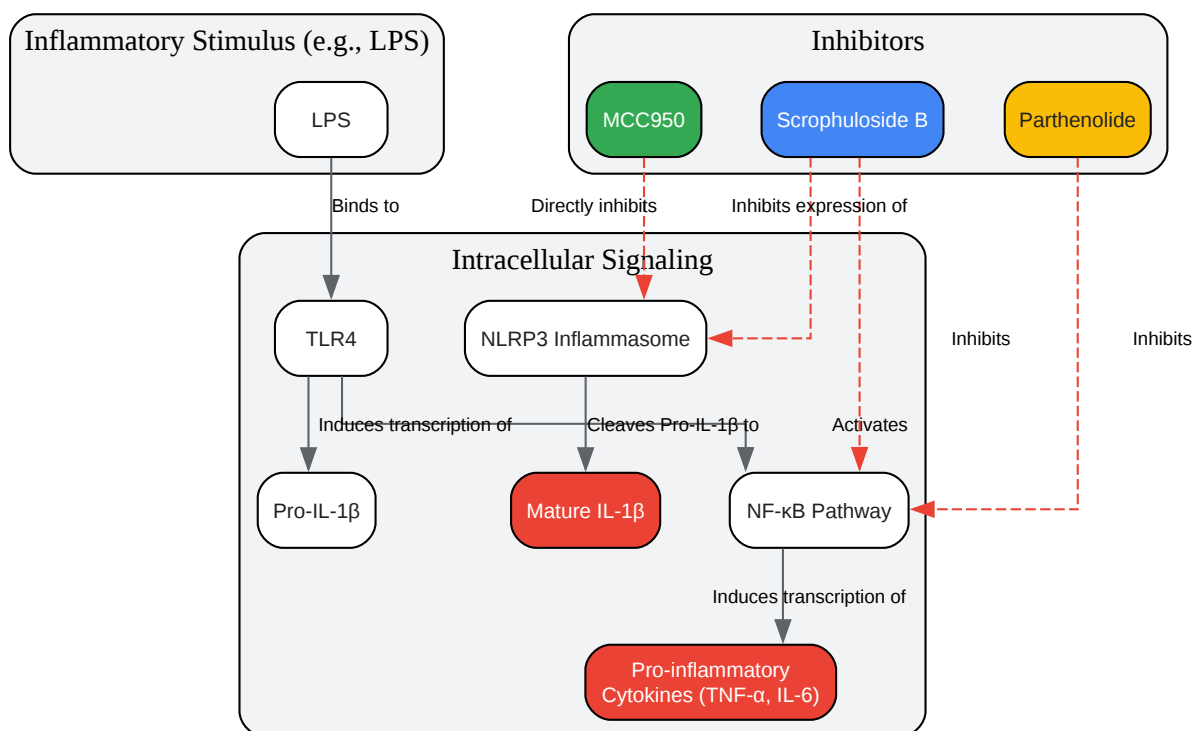 Inflammatory Stimulus (e.g., LPS)
Inhibitors
LPS
MCC950
Scrophuloside B
Parthenolide
Binds to
Directly inhibits
Inhibits expression of
Intracellular Signaling
TLR4
NLRP3 Inflammasome
Inhibits
Inhibits
Induces transcription of
Cleaves Pro-IL-1β to
Activates
Pro-IL-1β
Mature IL-1β
NF-κB Pathway
Induces transcription of
Pro-inflammatory
Cytokines (TNF-α, IL-6)